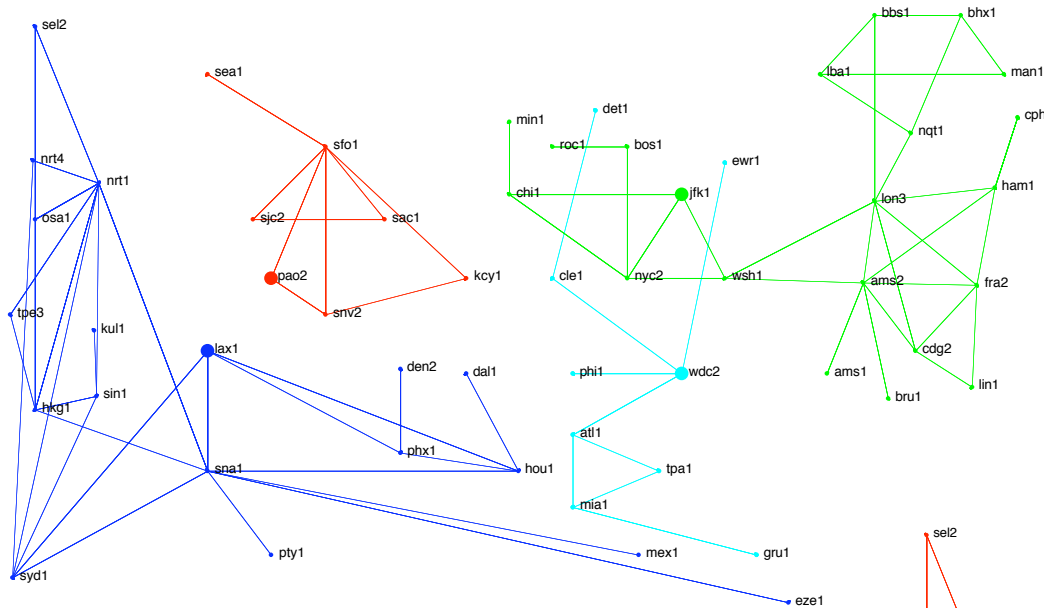 sel2
bbs1
bhx1
sea1
lba1
man1
min1
det1
cph
nqt1
sfo1
roc1
bos1
nrt4
ewr1
nrt1
chi1
jfk1
ham1
lon3
osa1
sjc2
sac1
pao2
kcy1
cle1
nyc2
wsh1
ams2
fra2
tpe3
snv2
kul1
lax1
cdg2
den2
dal1
phi1
wdc2
ams1
lin1
sin1
bru1
hkg1
atl1
phx1
sna1
hou1
tpa1
mia1
sel2
pty1
mex1
gru1
syd1
eze1